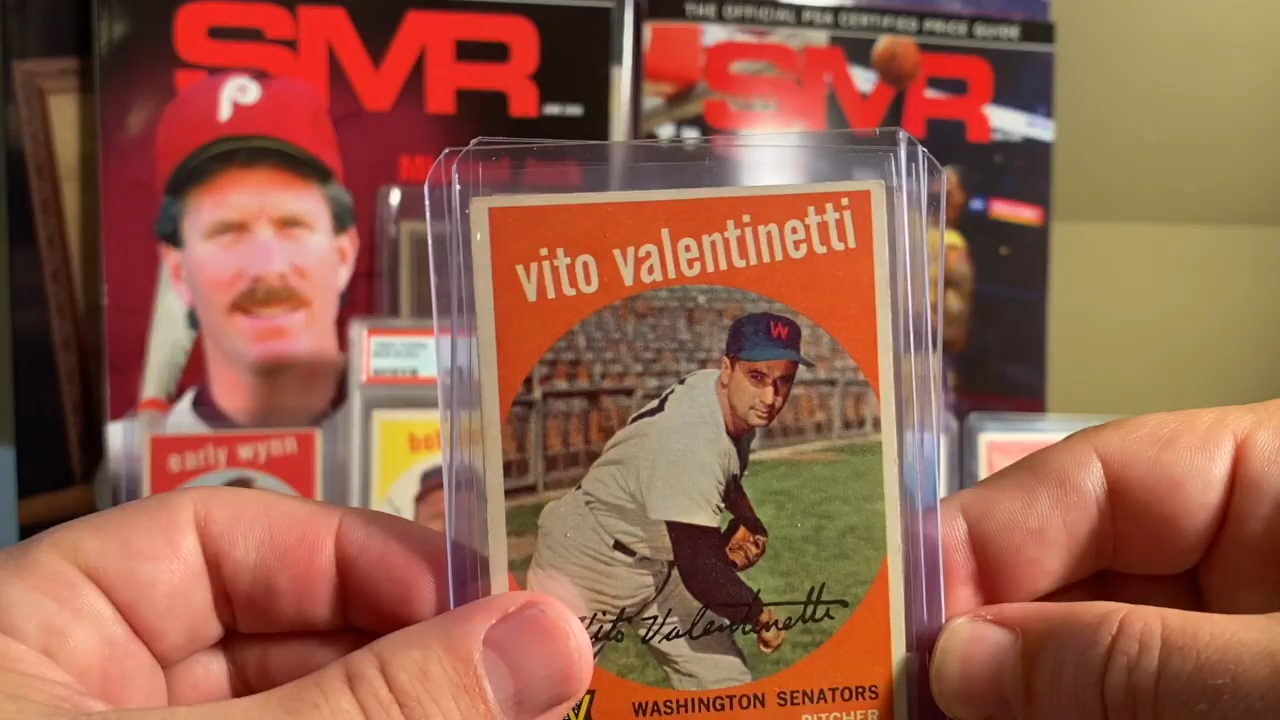 SMR
THE OFFICIAL PSA CERTIFIED PRICE GUIDE
SMR
vito valentinetti
W
P
early wynn
Vito Valentinetti
WASHINGTON SENATORS
PITCHER